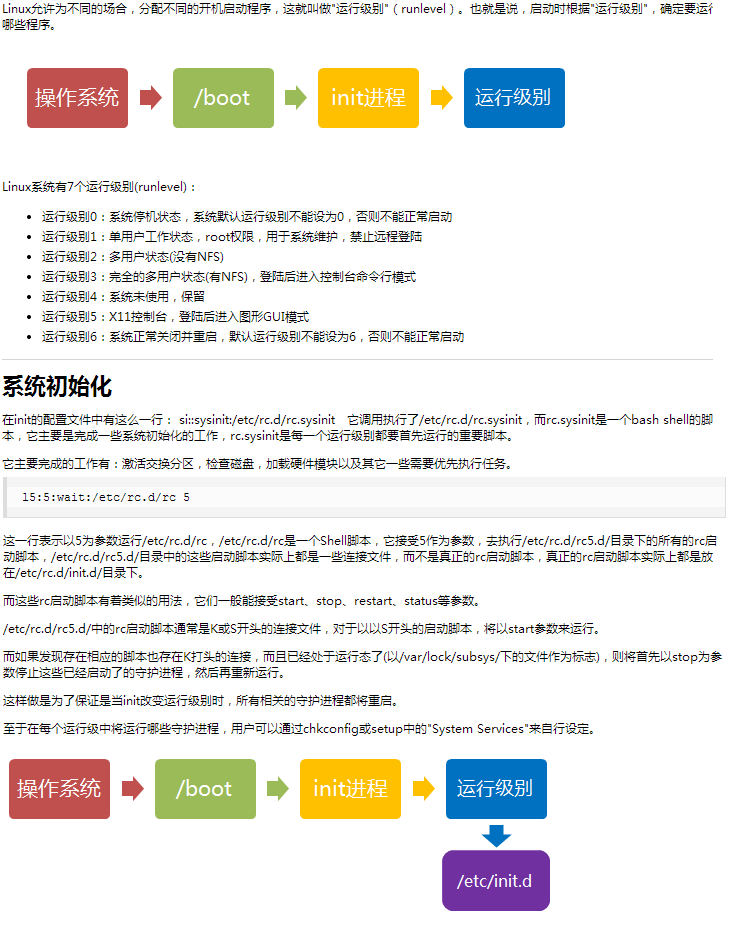 Linux允许为不同的场合，分配不同的开机启动程序，这就叫做"运行级别"（runlevel）。也就是说，启动时根据"运行级别"，确定要运行
哪些程序。
操作系统
/boot
init进程
运行级别
Linux系统有7个运行级别(runlevel)：
• 运行级别0：系统停机状态，系统默认运行级别不能设为0，否则不能正常启动
• 运行级别1：单用户工作状态，root权限，用于系统维护，禁止远程登陆
• 运行级别2：多用户状态(没有NFS)
• 运行级别3：完全的多用户状态(有NFS)，登陆后进入控制台命令行模式
• 运行级别4：系统未使用，保留
• 运行级别5：X11控制台，登陆后进入图形GUI模式
• 运行级别6：系统正常关闭并重启，默认运行级别不能设为6，否则不能正常启动
系统初始化
在init的配置文件中有这么一行： si::sysinit:/etc/rc.d/rc.sysinit 它调用执行了/etc/rc.d/rc.sysinit，而rc.sysinit是一个bash shell的脚
本，它主要是完成一些系统初始化的工作，rc.sysinit是每一个运行级别都要首先运行的重要脚本。
它主要完成的工作有：激活交换分区，检查磁盘，加载硬件模块以及其它一些需要优先执行任务。
l5:5:wait:/etc/rc.d/rc 5
这一行表示以5为参数运行/etc/rc.d/rc，/etc/rc.d/rc是一个Shell脚本，它接受5作为参数，去执行/etc/rc.d/rc5.d/目录下的所有的rc启
动脚本，/etc/rc.d/rc5.d/目录中的这些启动脚本实际上都是一些连接文件，而不是真正的rc启动脚本，真正的rc启动脚本实际上都是放
在/etc/rc.d/init.d/目录下。
而这些rc启动脚本有着类似的用法，它们一般能接受start、stop、restart、status等参数。
/etc/rc.d/rc5.d/中的rc启动脚本通常是K或S开头的连接文件，对于以以S开头的启动脚本，将以start参数来运行。
而如果发现存在相应的脚本也存在K打头的连接，而且已经处于运行态了(以/var/lock/subsys/下的文件作为标志)，则将首先以stop为参
数停止这些已经启动了的守护进程，然后再重新运行。
这样做是为了保证是当init改变运行级别时，所有相关的守护进程都将重启。
至于在每个运行级中将运行哪些守护进程，用户可以通过chkconfig或setup中的"System Services"来自行设定。
操作系统
/boot
init进程
运行级别
/etc/init.d